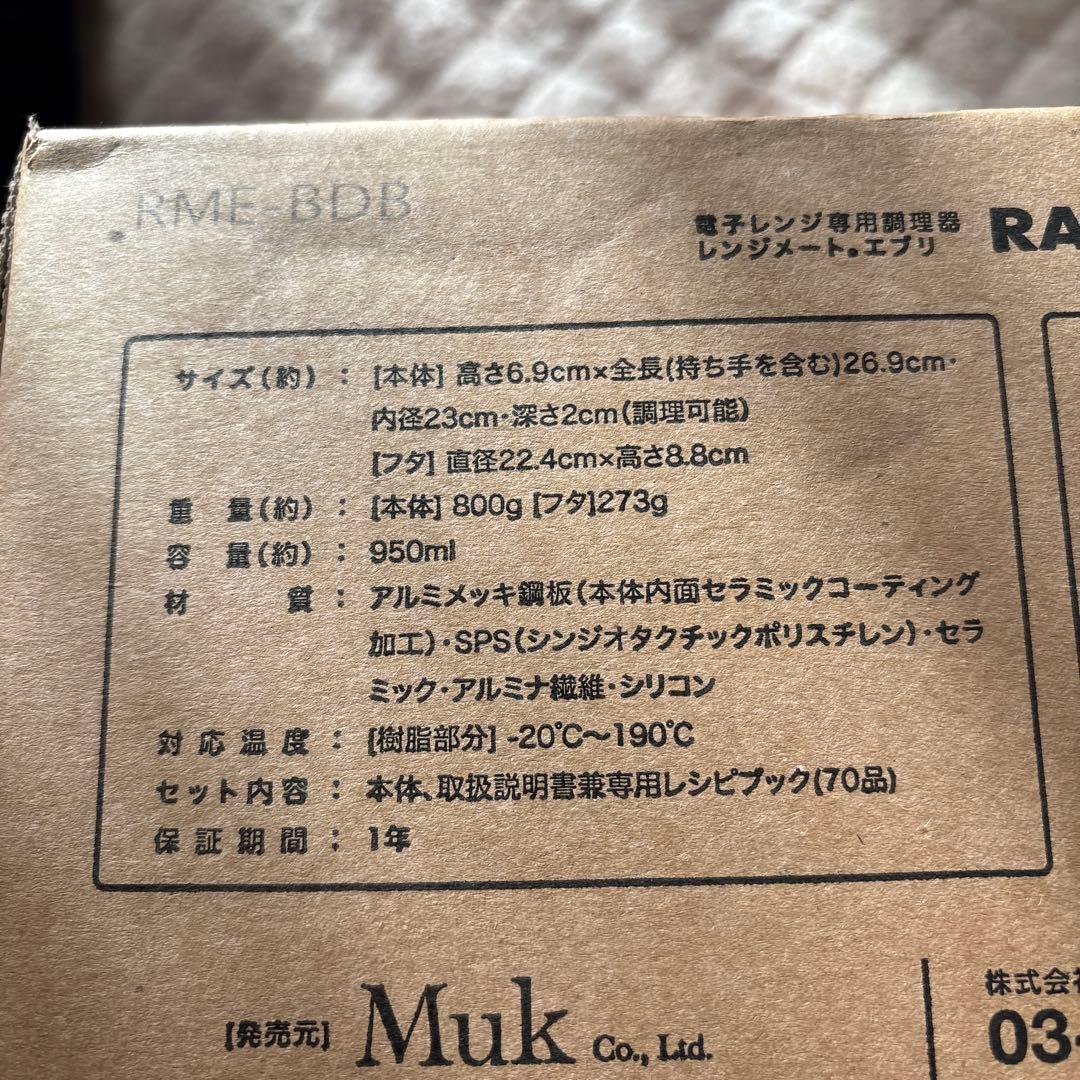 RME-BDB
電子レンジ専用調理器
レンジメート®エブリ
RA
サイズ(約) : [本体] 高さ6.9cm×全長(持ち手を含む)26.9cm・
内径23cm・深さ2cm(調理可能)
[フタ] 直径22.4cm×高さ8.8cm
重 量(約) : [本体] 800g [フタ]273g
容 量(約) : 950ml
材 質 : アルミメッキ鋼板(本体内面セラミックコーティング
加工)・SPS(シンジオタクチックポリスチレン)・セラ
ミック・アルミナ繊維・シリコン
対応温度 : [樹脂部分] -20℃〜190℃
セット内容 : 本体、取扱説明書兼専用レシピブック(70品)
保証期間 : 1年
[発売元] Muk Co., Ltd.
株式会社
03-